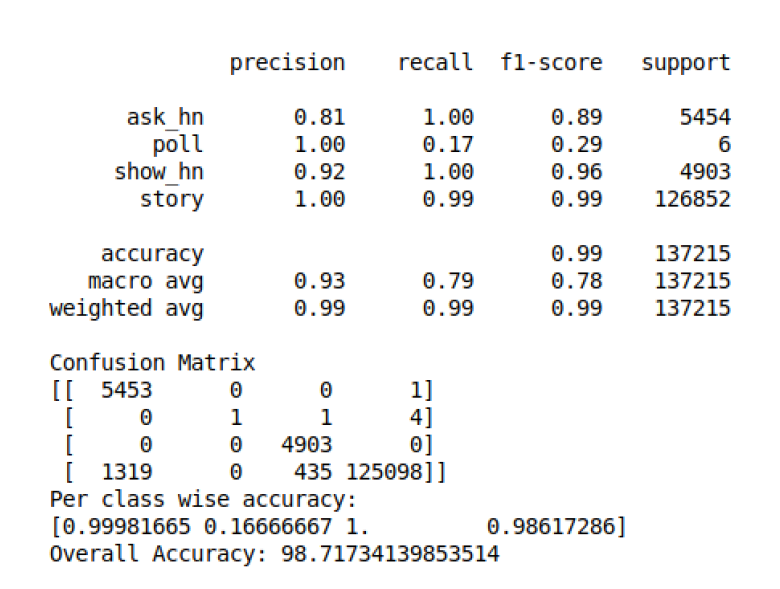 precision    recall  f1-score   support

      ask_hn       0.81      1.00      0.89      5454
        poll       1.00      0.17      0.29         6
     show_hn       0.92      1.00      0.96      4903
       story       1.00      0.99      0.99    126852

    accuracy                           0.99    137215
   macro avg       0.93      0.79      0.78    137215
weighted avg       0.99      0.99      0.99    137215

Confusion Matrix
[[  5453      0      0      1]
 [     0      1      1      4]
 [     0      0   4903      0]
 [  1319      0    435 125098]]
Per class wise accuracy:
[0.99981665 0.16666667 1.         0.98617286]
Overall Accuracy: 98.71734139853514